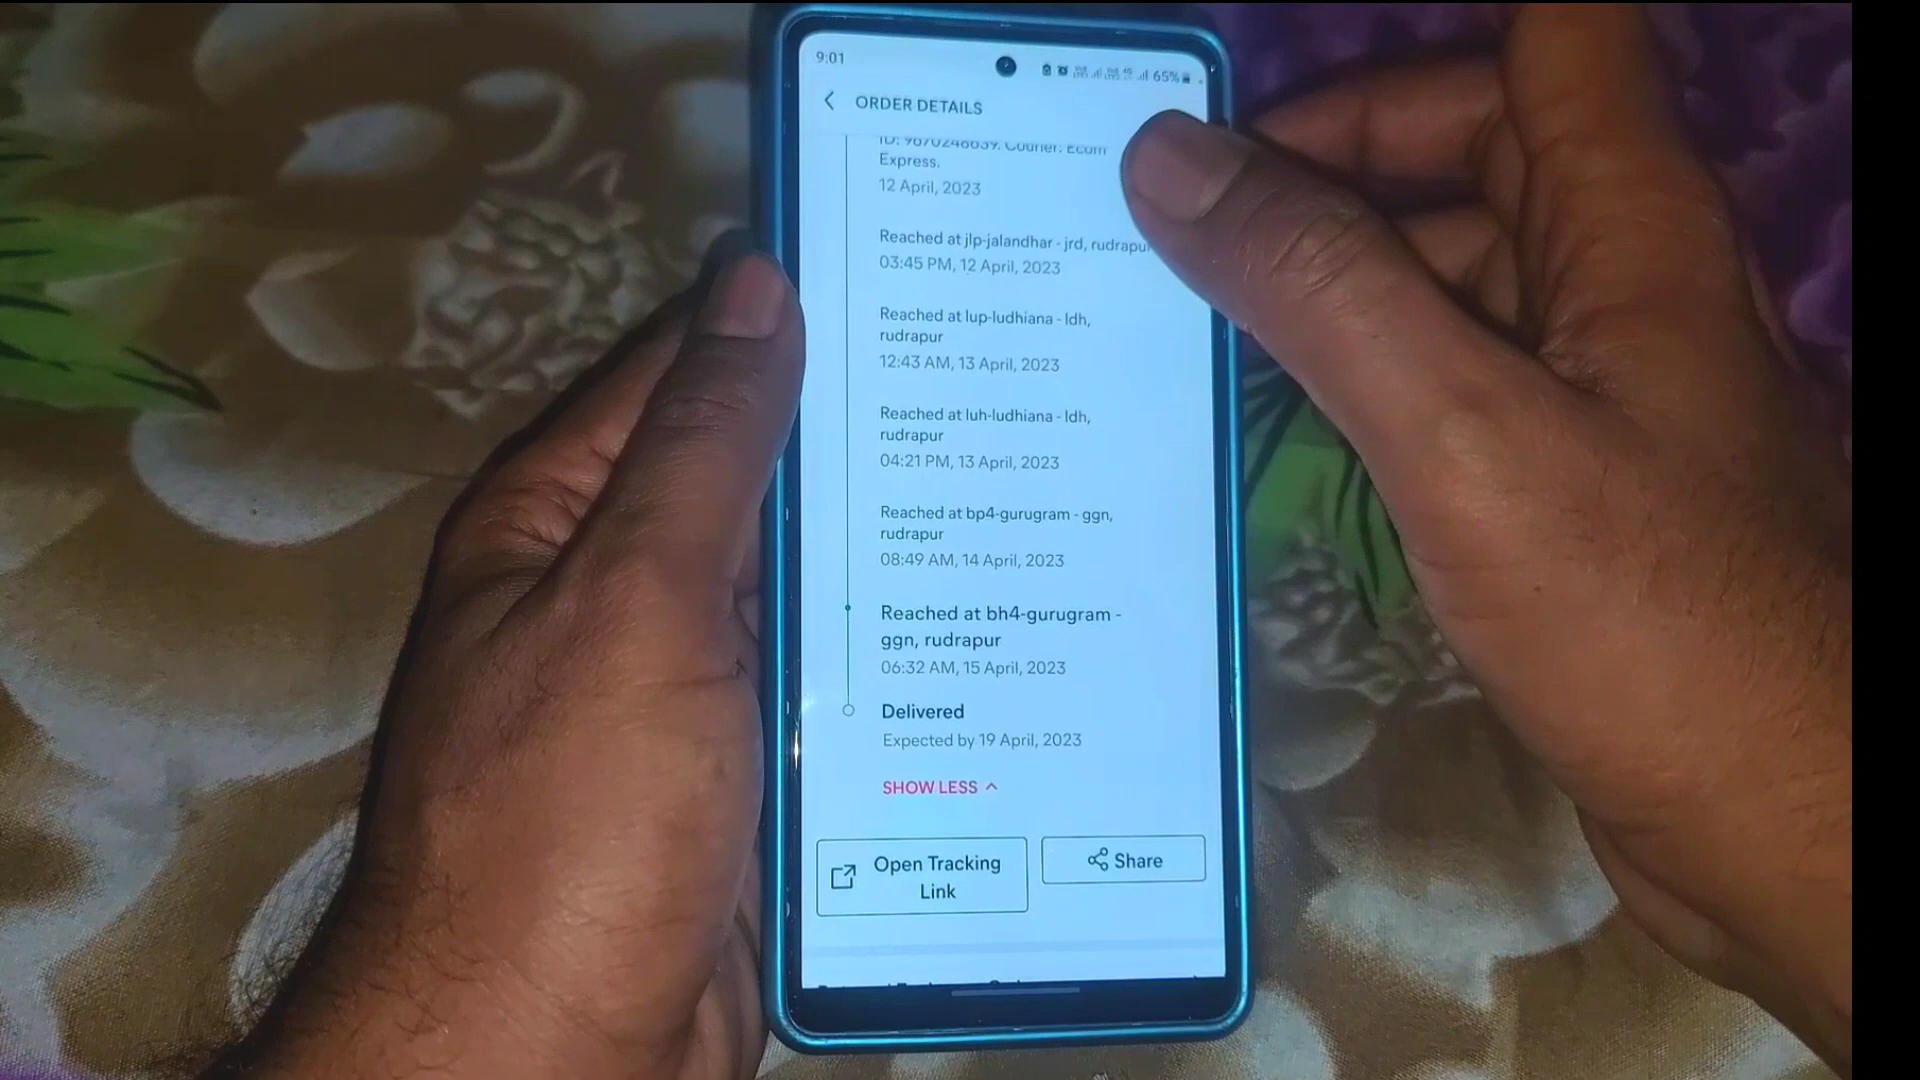 9:01
65%
ORDER DETAILS
Express.
12 April, 2023
Reached at jlp-jalandhar - jrd,
03:45 PM, 12 April, 2023
Reached at lup-ludhiana - ldh,
rudrapur
12:43 AM, 13 April, 2023
Reached at luh-ludhiana - ldh,
rudrapur
04:21 PM, 13 April, 2023
Reached at bp4-gurugram - ggn,
rudrapur
08:49 AM, 14 April, 2023
Reached at bh4-gurugram -
ggn, rudrapur
06:32 AM, 15 April, 2023
Delivered
Expected by 19 April, 2023
SHOW LESS
Open Tracking
Link
Share